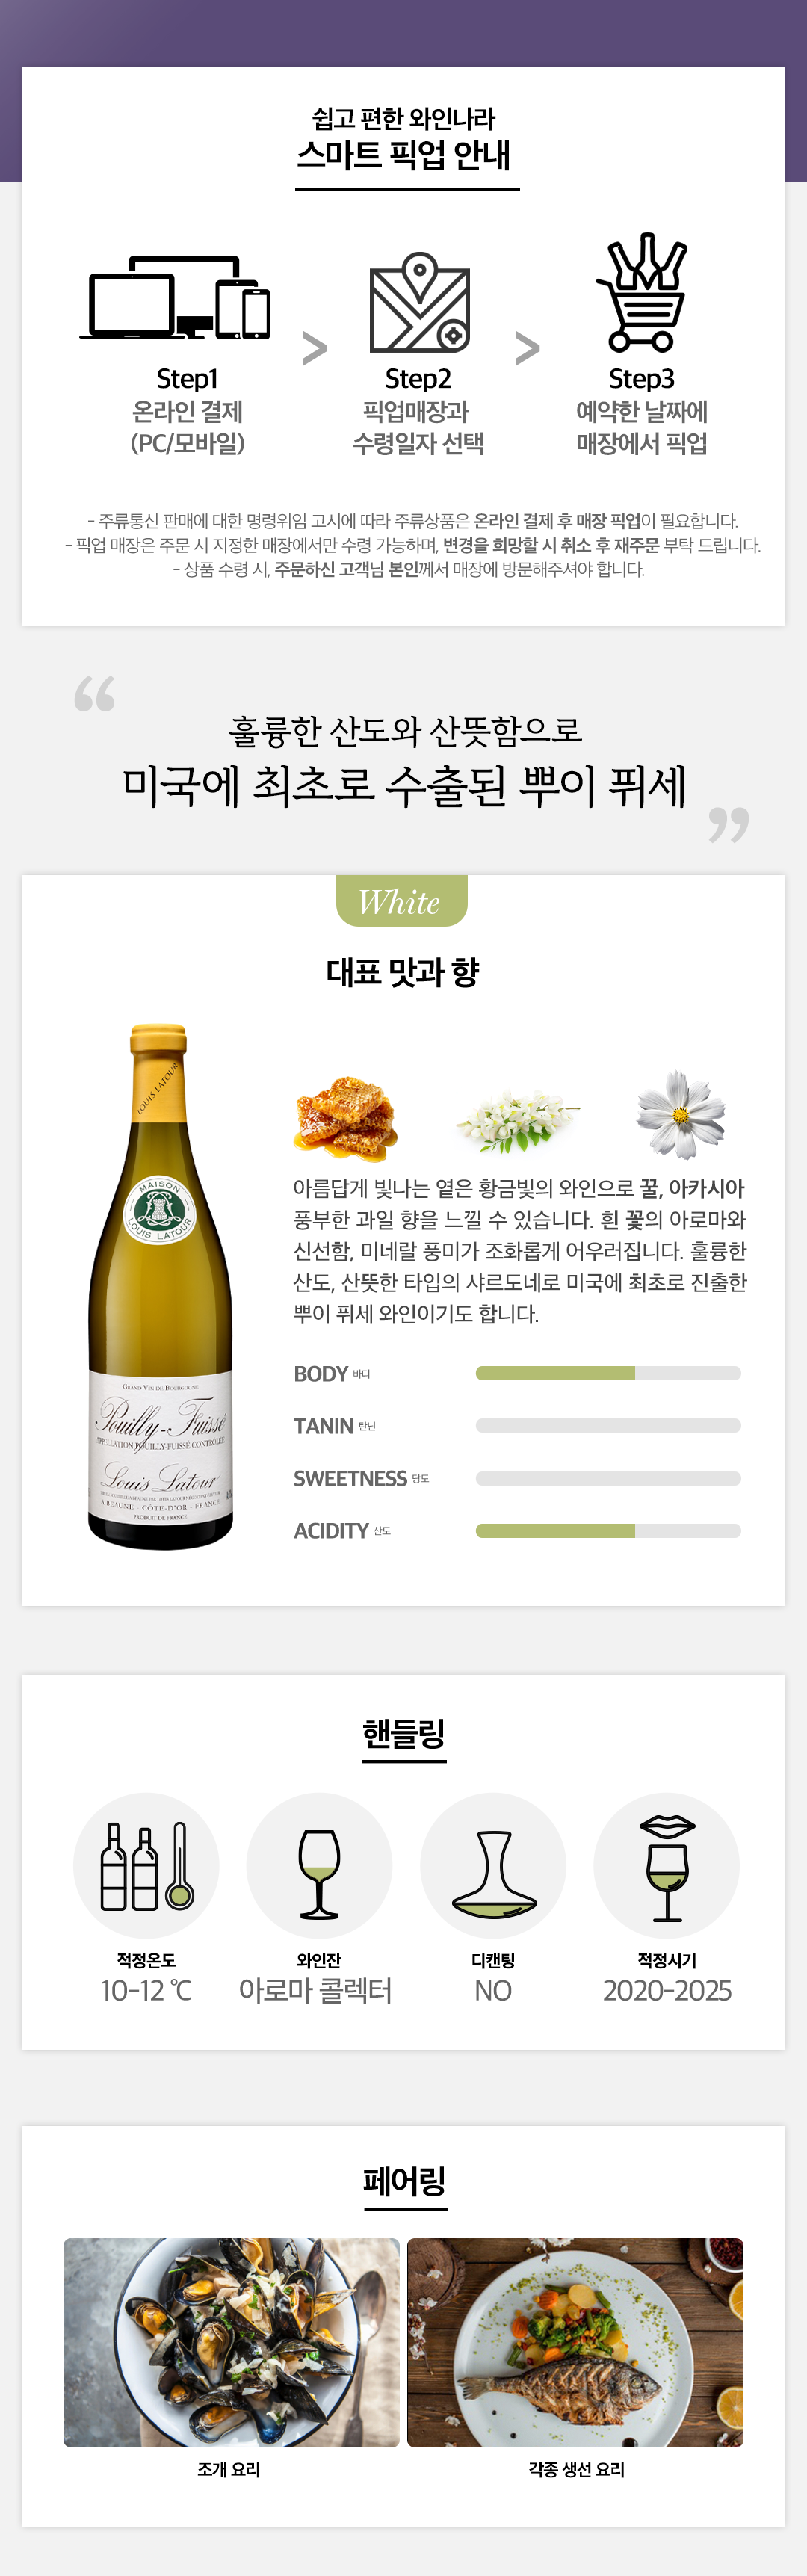 쉽고 편한 와인나라
스마트 픽업 안내
Step1
온라인 결제
(PC/모바일)
>
Step2
픽업매장과
수령일자 선택
>
Step3
예약한 날짜에
매장에서 픽업
- 주류통신 판매에 대한 명령위임 고시에 따라 주류상품은 온라인 결제 후 매장 픽업이 필요합니다.
- 픽업 매장은 주문 시 지정한 매장에서만 수령 가능하며, 변경을 희망할 시 취소 후 재주문 부탁 드립니다.
- 상품 수령 시, 주문하신 고객님 본인께서 매장에 방문해주셔야 합니다.
“
훌륭한 산도와 산뜻함으로
미국에 최초로 수출된 뿌이 퓌세
”
White
대표 맛과 향
LOUIS LATOUR
MAISON
LOUIS LATOUR
GRAND VIN DE BOURGOGNE
Pouilly-Fuissé
APPELLATION POUILLY-FUISSÉ CONTRÔLÉE
Louis Latour
À BEAUNE - CÔTE-D'OR - FRANCE
PRODUIT DE FRANCE
아름답게 빛나는 옅은 황금빛의 와인으로 꿀, 아카시아
풍부한 과일 향을 느낄 수 있습니다. 흰 꽃의 아로마와
신선함, 미네랄 풍미가 조화롭게 어우러집니다. 훌륭한
산도, 산뜻한 타입의 샤르도네로 미국에 최초로 진출한
뿌이 퓌세 와인이기도 합니다.
BODY 바디
TANIN 탄닌
SWEETNESS 당도
ACIDITY 산도
핸들링
적정온도
10-12 ℃
와인잔
아로마 콜렉터
디캔팅
NO
적정시기
2020-2025
페어링
조개 요리
각종 생선 요리